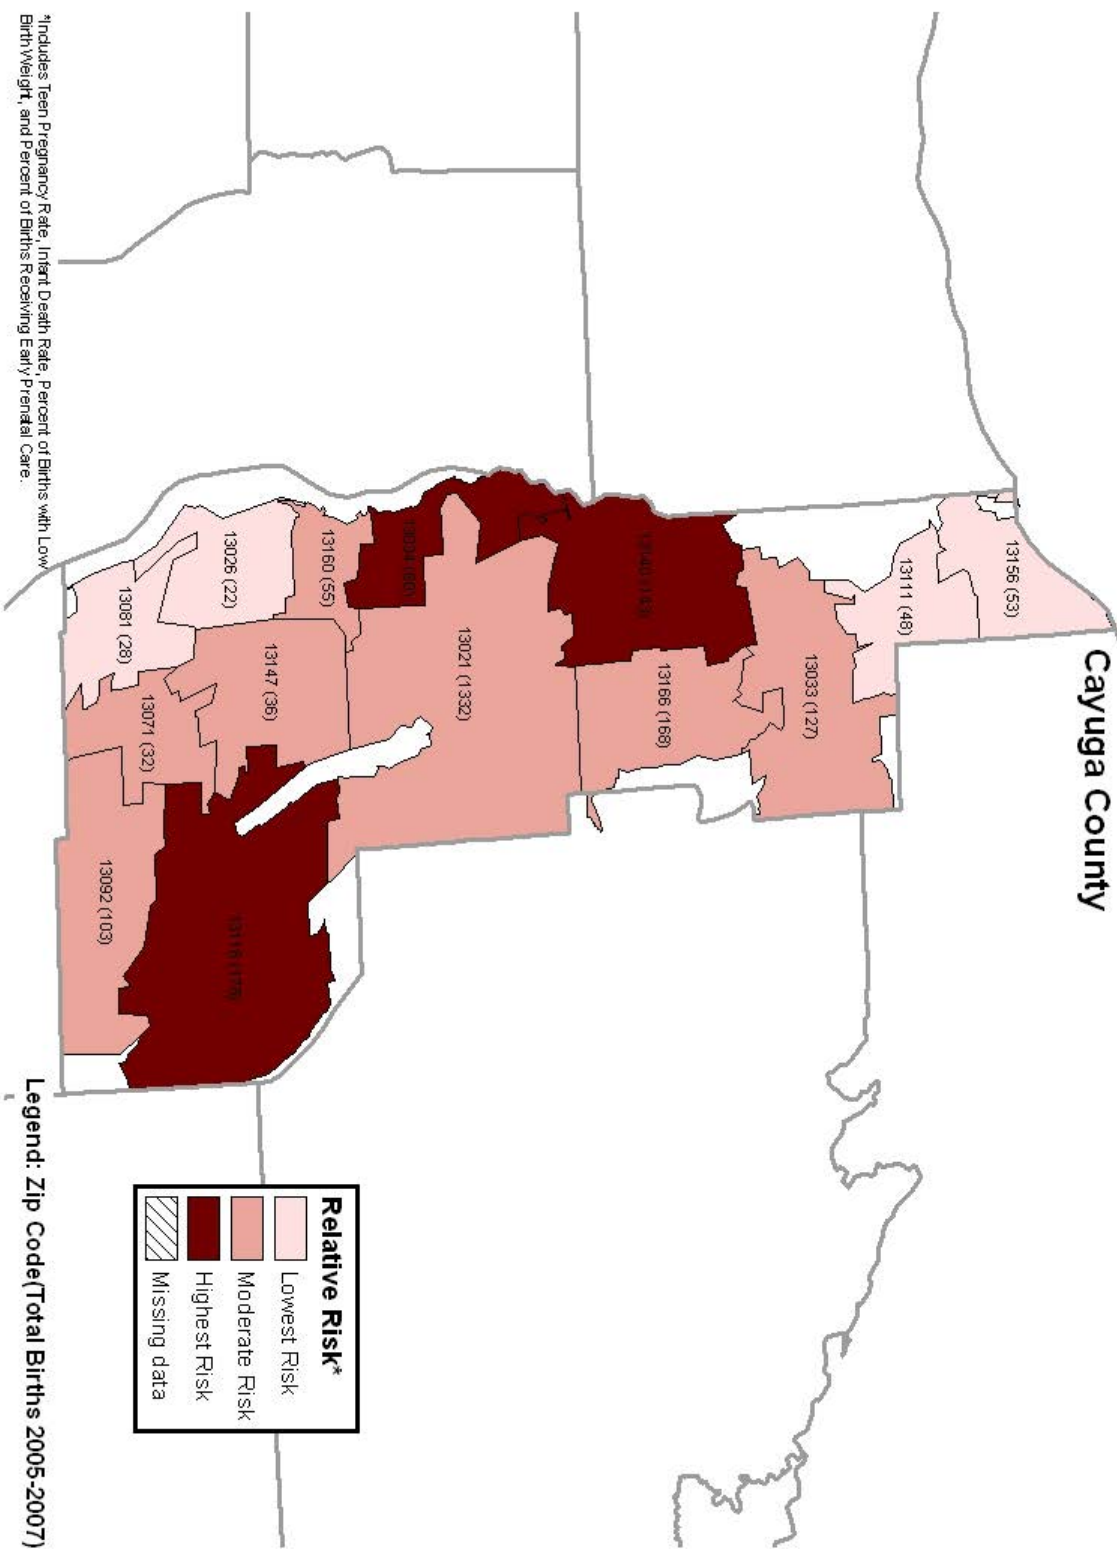 Cayuga County
13156 (53)
13111 (48)
13033 (127)
13166 (168)
13021 (1332)
13034
13160 (55)
13147 (36)
13026 (22)
13118
13071 (32)
13081 (28)
13092 (103)
Relative Risk*
Lowest Risk
Moderate Risk
Highest Risk
Missing data
Legend: Zip Code(Total Births 2005-2007)
*Includes Teen Pregnancy Rate, Infant Death Rate, Percent of Births with Low
Birth Weight, and Percent of Births Receiving Early Prenatal Care.